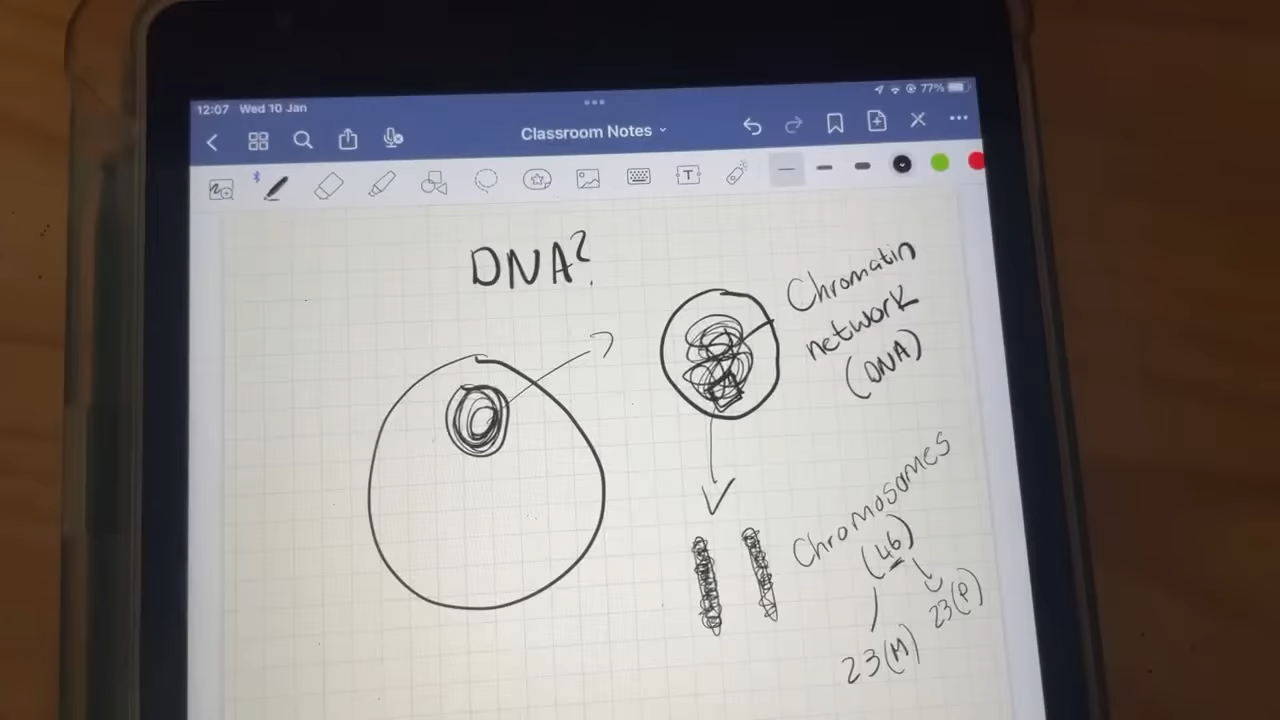 12:07 Wed 10 Jan
77%
Classroom Notes
T
DNA?
Chromatin
network
(DNA)
Chromosomes
(46)
23(P)
23(M)